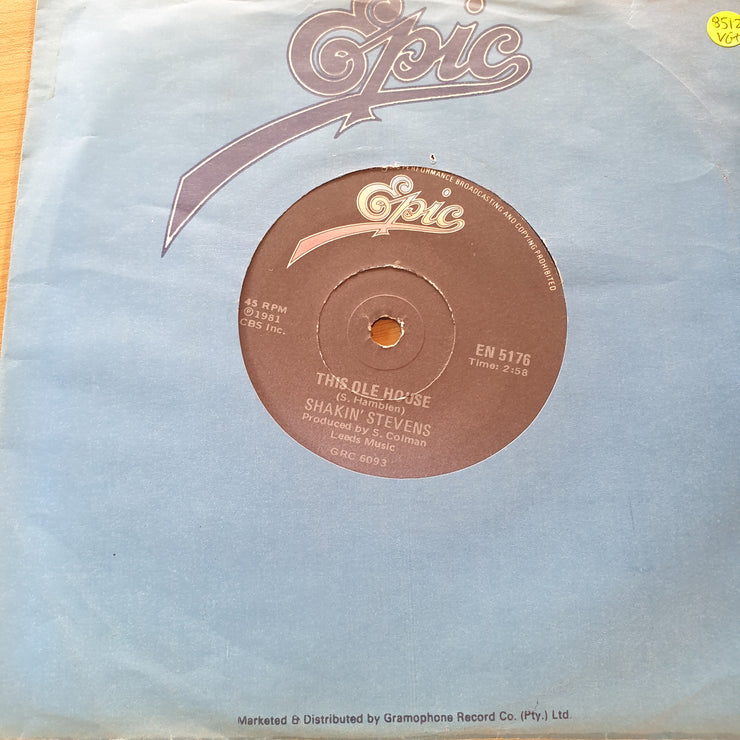 Epic
8512
VG+
PERFORMANCE BROADCASTING AND COPYING PROHIBITED
Epic
45 RPM
℗1981
CBS Inc.
EN 5176
Time: 2:58
THIS OLE HOUSE
(S. Hamblen)
SHAKIN' STEVENS
Produced by S. Colman
Leeds Music
GRC 6093
Marketed & Distributed by Gramophone Record Co. (Pty.) Ltd.